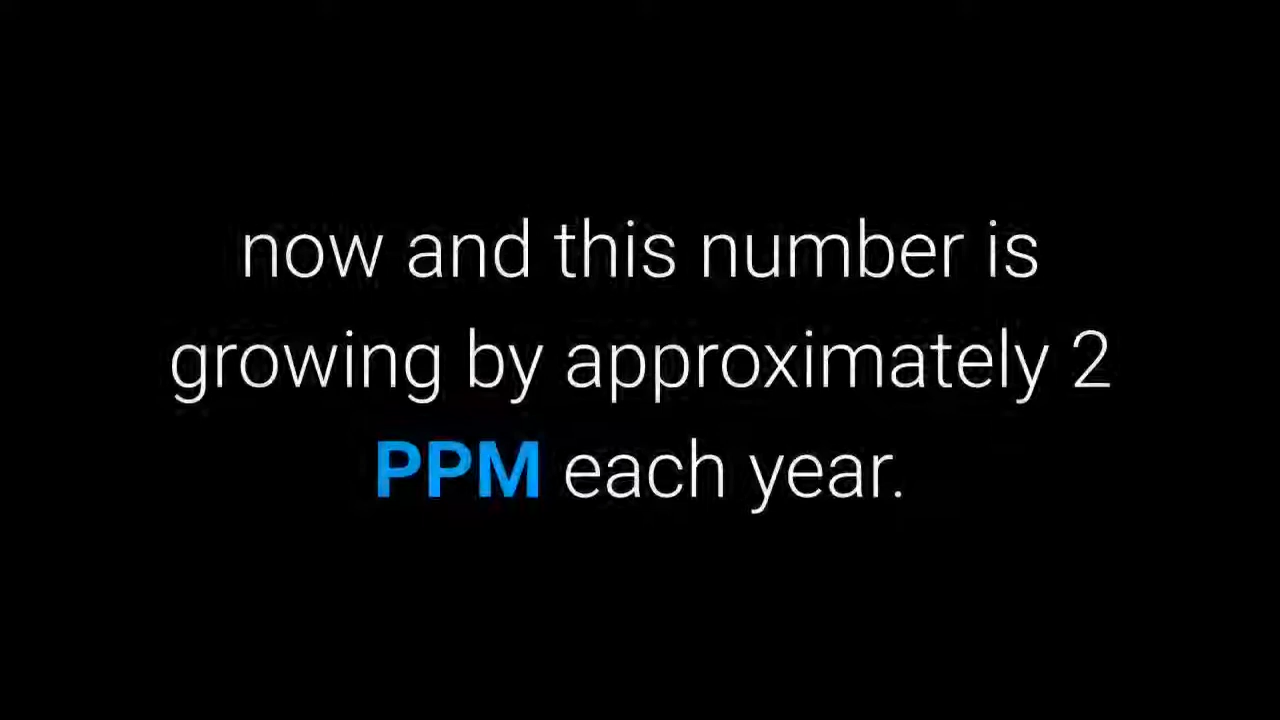 now and this number is
growing by approximately 2
PPM each year.